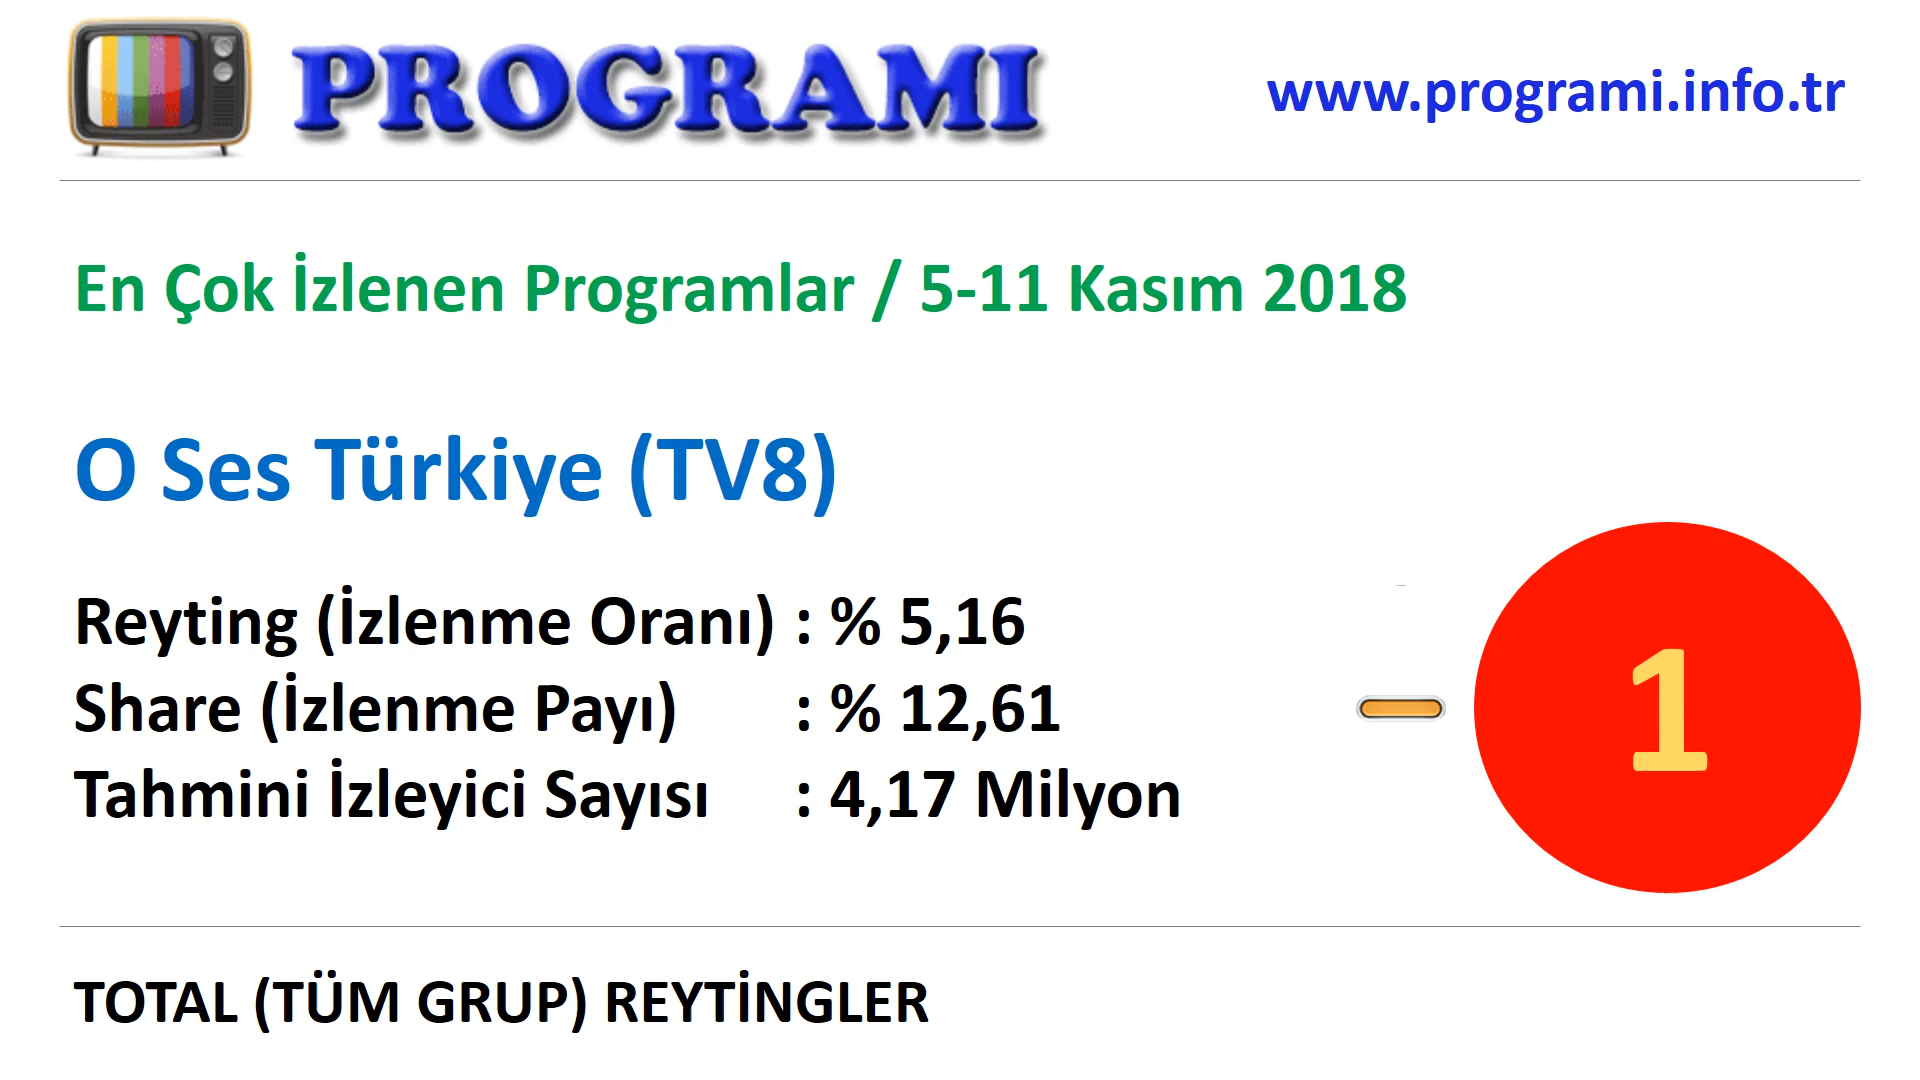 PROGRAMI
www.programi.info.tr
En Çok İzlenen Programlar / 5-11 Kasım 2018
O Ses Türkiye (TV8)
Reyting (İzlenme Oranı) : % 5,16
Share (İzlenme Payı) : % 12,61
Tahmini İzleyici Sayısı : 4,17 Milyon
1
TOTAL (TÜM GRUP) REYTİNGLER